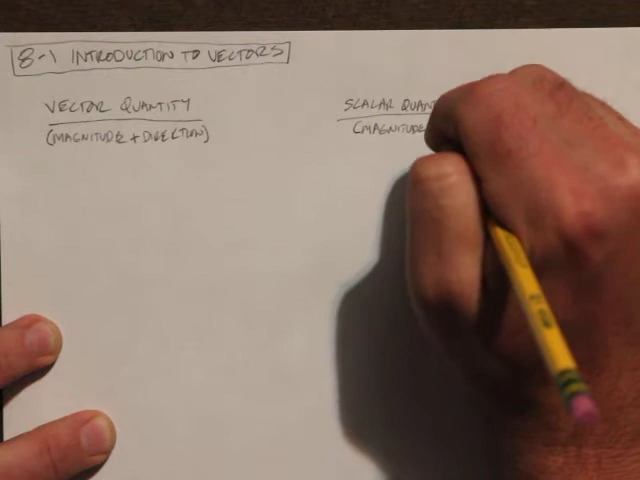 8-1 INTRODUCTION TO VECTORS
VECTOR QUANTITY
(MAGNITUDE + DIRECTION)
SCALAR QUAN
(MAGNITUDE